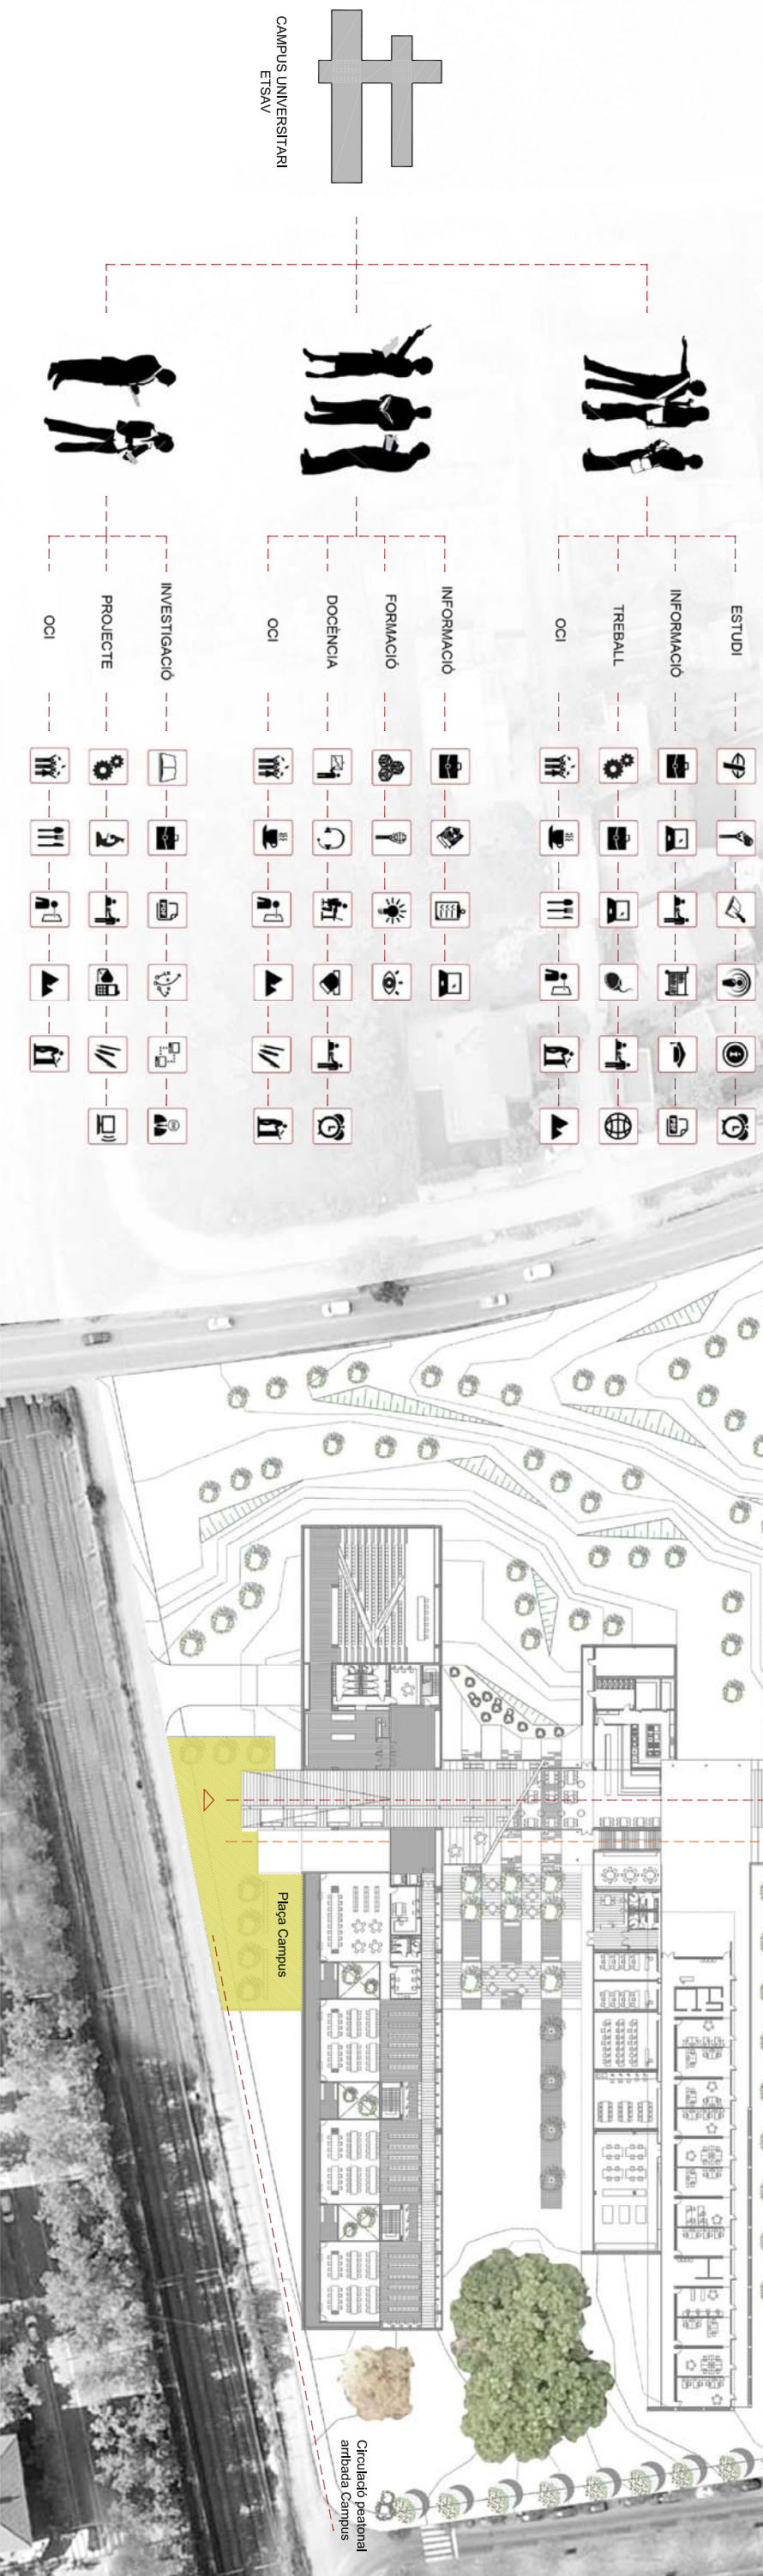 CAMPUS UNIVERSITARI
ETSAV
ESTUDI
INFORMACIÓ
TREBALL
OCI
INFORMACIÓ
FORMACIÓ
DOCÈNCIA
OCI
INVESTIGACIÓ
PROJECTE
OCI
Plaça Campus
Circulació peatonal
arribada Campus